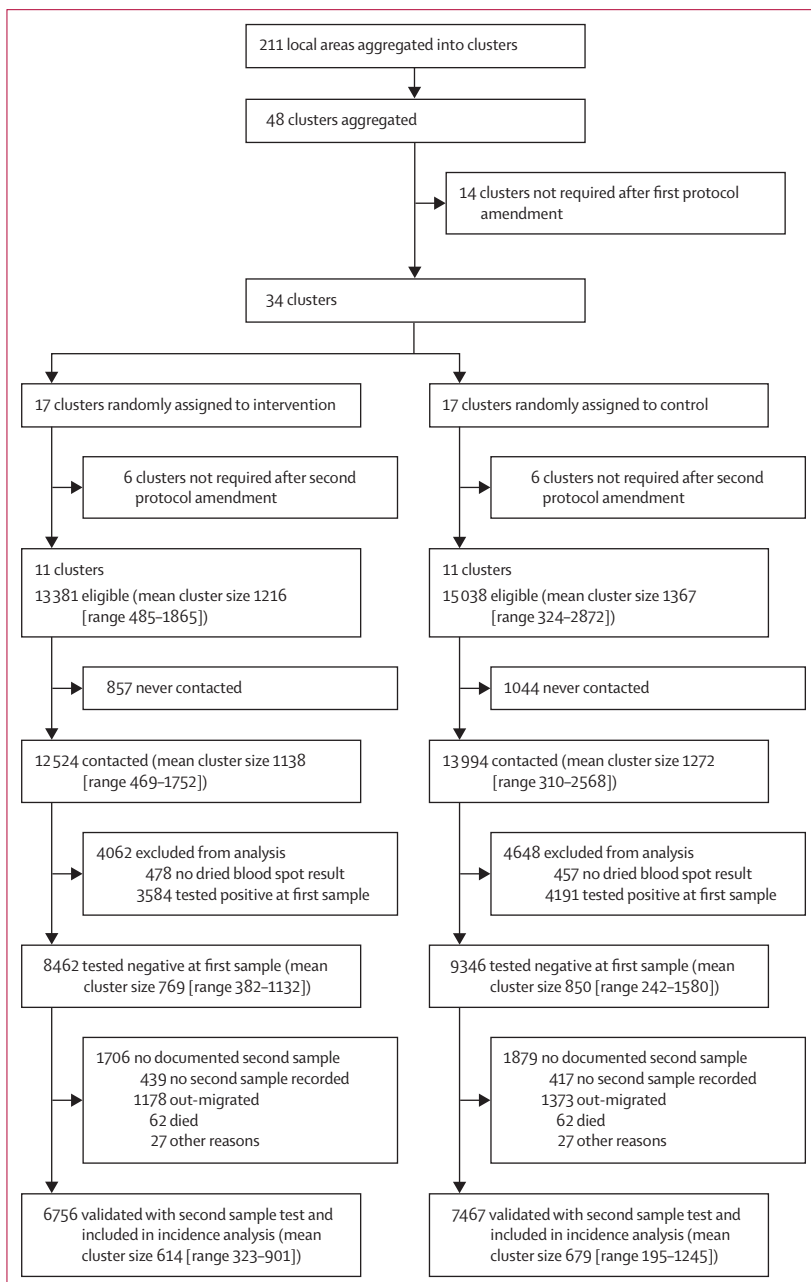 211 local areas aggregated into clusters
48 clusters aggregated
14 clusters not required after first protocol
amendment
34 clusters
17 clusters randomly assigned to intervention
17 clusters randomly assigned to control
6 clusters not required after second
protocol amendment
6 clusters not required after second
protocol amendment
11 clusters
13 381 eligible (mean cluster size 1216
[range 485–1865])
11 clusters
15 038 eligible (mean cluster size 1367
[range 324–2872])
857 never contacted
1044 never contacted
12 524 contacted (mean cluster size 1138
[range 469–1752])
13 994 contacted (mean cluster size 1272
[range 310–2568])
4062 excluded from analysis
478 no dried blood spot result
3584 tested positive at first sample
4648 excluded from analysis
457 no dried blood spot result
4191 tested positive at first sample
8462 tested negative at first sample (mean
cluster size 769 [range 382–1132])
9346 tested negative at first sample (mean
cluster size 850 [range 242–1580])
1706 no documented second sample
439 no second sample recorded
1178 out-migrated
62 died
27 other reasons
1879 no documented second sample
417 no second sample recorded
1373 out-migrated
62 died
27 other reasons
6756 validated with second sample test and
included in incidence analysis (mean
cluster size 614 [range 323–901])
7467 validated with second sample test and
included in incidence analysis (mean
cluster size 679 [range 195–1245])